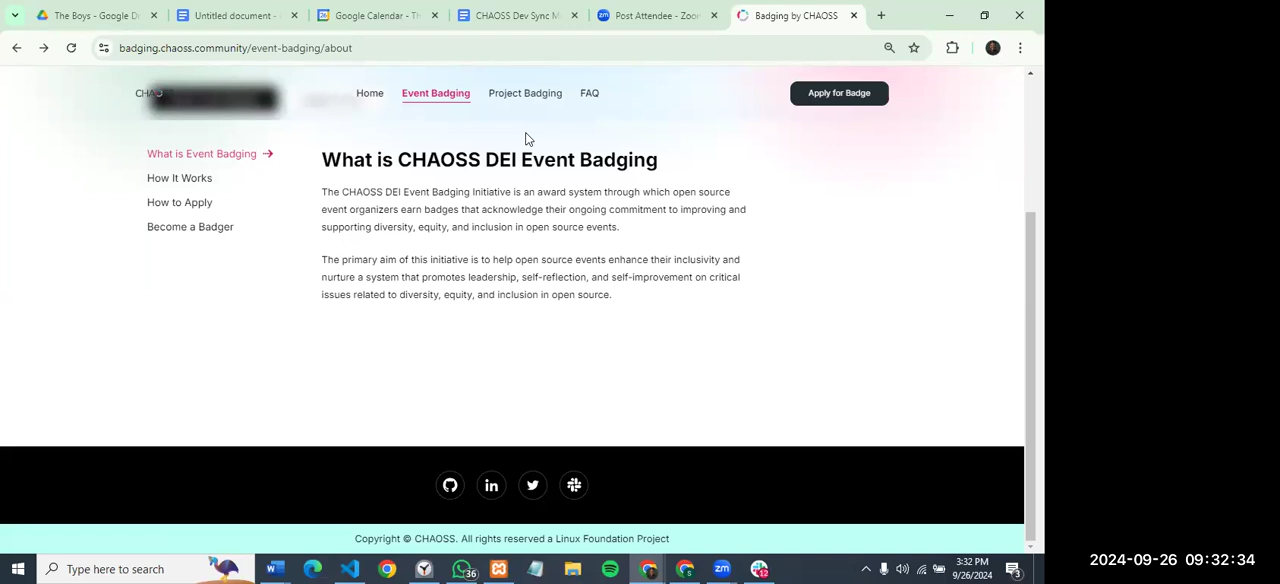 The Boys - Google D
Untitled document -
Google Calendar - Th
CHAOSS Dev Sync M
Post Attendee - Zoom
Badging by CHAOSS
badging.chaoss.community/event-badging/about
Home
Event Badging
Project Badging
FAQ
Apply for Badge
What is Event Badging
How It Works
How to Apply
Become a Badger
What is CHAOSS DEI Event Badging
The CHAOSS DEI Event Badging Initiative is an award system through which open source
event organizers earn badges that acknowledge their ongoing commitment to improving and
supporting diversity, equity, and inclusion in open source events.
The primary aim of this initiative is to help open source events enhance their inclusivity and
nurture a system that promotes leadership, self-reflection, and self-improvement on critical
issues related to diversity, equity, and inclusion in open source.
Copyright © CHAOSS. All rights reserved a Linux Foundation Project
Type here to search
36
12
3:32 PM
9/26/2024
3
2024-09-26 09:32:34